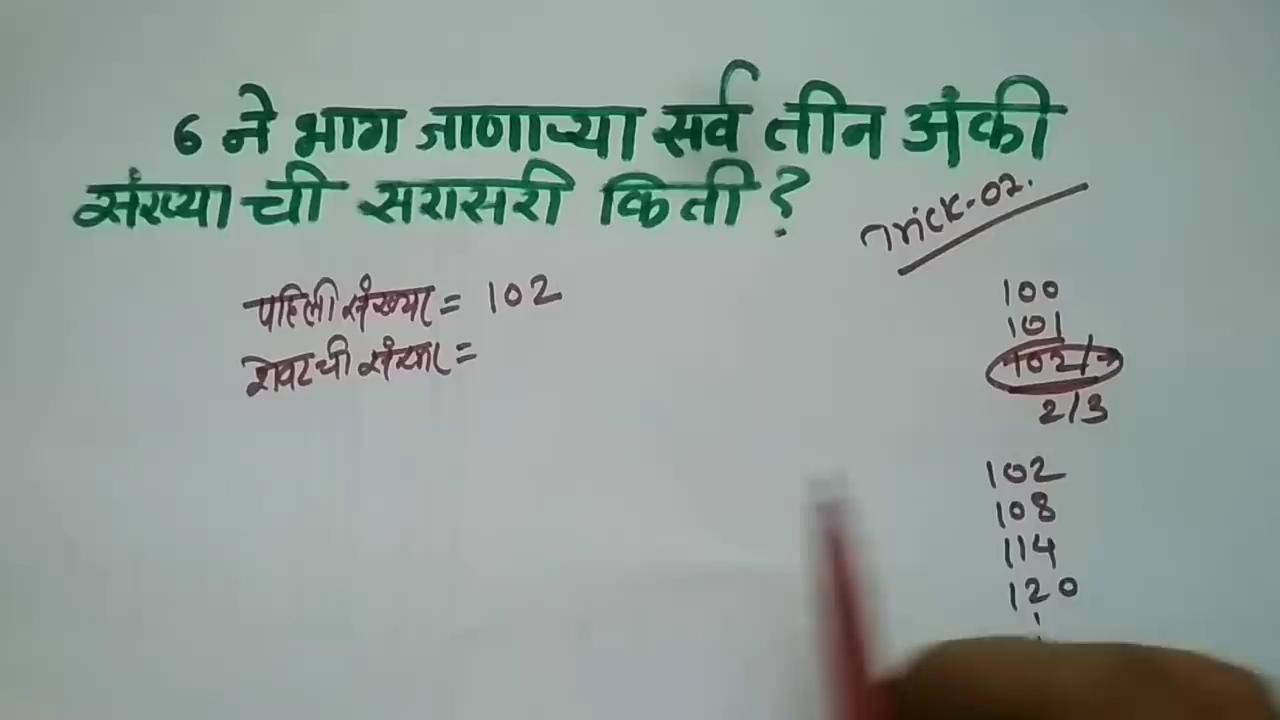 6 ने भाग जाणाऱ्या सर्व तीन अंकी
संख्या ची सरासरी किती ?
Trick-02.
पहिली संख्या = 102
शेवटची संख्या =
100
101
102/→
2/3
102
108
114
120